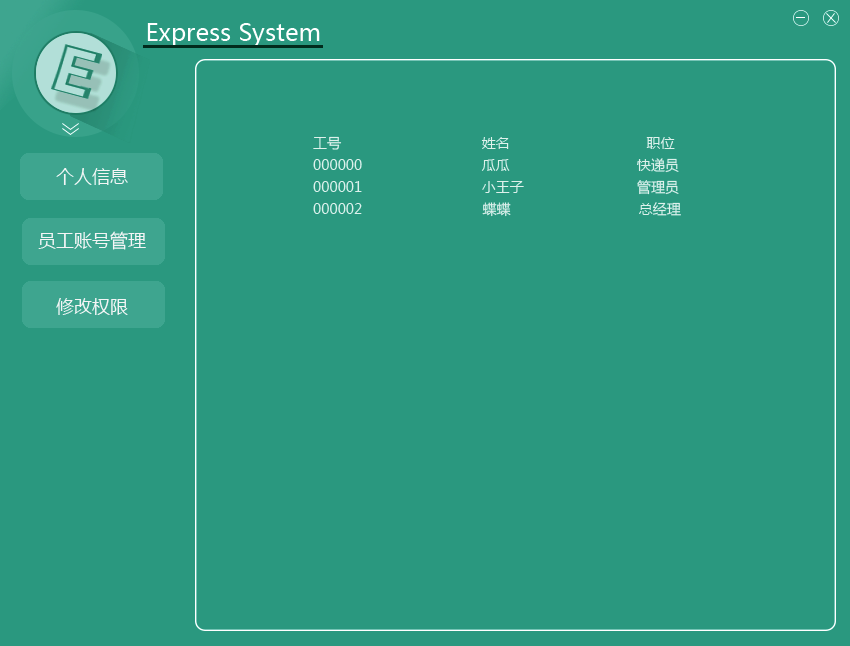 Express System
E
个人信息
员工账号管理
修改权限
工号 姓名 职位
000000 瓜瓜 快递员
000001 小王子 管理员
000002 蝶蝶 总经理